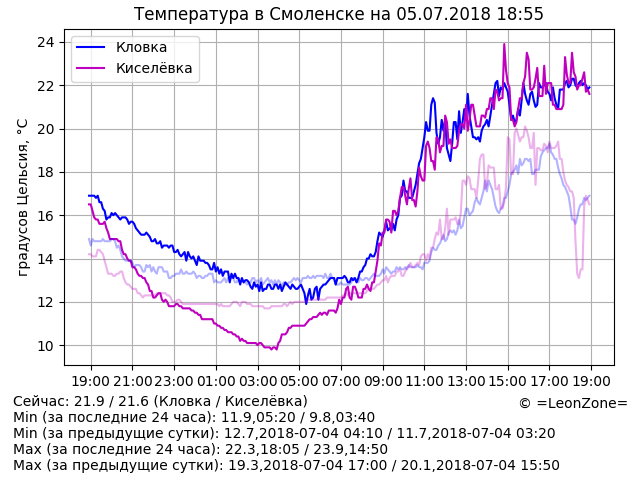 Температура в Смоленске на 05.07.2018 18:55
Кловка
Киселёвка
градусов Цельсия, °C
24
22
20
18
16
14
12
10
19:00 21:00 23:00 01:00 03:00 05:00 07:00 09:00 11:00 13:00 15:00 17:00 19:00
Сейчас: 21.9 / 21.6 (Кловка / Киселёвка)
© =LeonZone=
Min (за последние 24 часа): 11.9,05:20 / 9.8,03:40
Min (за предыдущие сутки): 12.7,2018-07-04 04:10 / 11.7,2018-07-04 03:20
Max (за последние 24 часа): 22.3,18:05 / 23.9,14:50
Max (за предыдущие сутки): 19.3,2018-07-04 17:00 / 20.1,2018-07-04 15:50